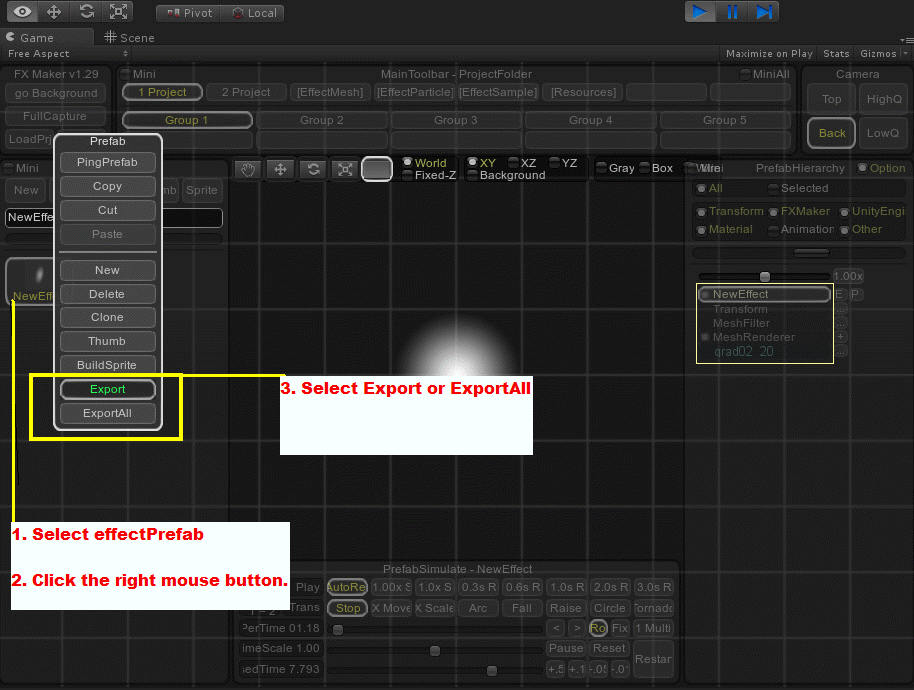 Pivot Local
Game Scene
Free Aspect Maximize on Play Stats Gizmos
FX Maker v1.29 Mini MainToolbar - ProjectFolder MiniAll Camera
go Background 1 Project 2 Project [EffectMesh] [EffectParticle] [EffectSample] [Resources] Top HighQ
FullCapture Group 1 Group 2 Group 3 Group 4 Group 5
LoadPrj Back LowQ
Prefab
PingPrefab
Copy
Cut
Paste
New
Delete
Clone
Thumb
BuildSprite
Export
ExportAll
Mini
New mb Sprite
NewEffe
NewEff
World XY XZ YZ Gray Box
Fixed-Z Background
PrefabHierarchy Option
All Selected
Transform FXMaker UnityEngi
Material Animation Other
1.00x
NewEffect E P
Transform
MeshFilter
MeshRenderer +
qrad02 20
3. Select Export or ExportAll
1. Select effectPrefab
2. Click the right mouse button.
PrefabSimulate - NewEffect
Play AutoRe 1.00x S 1.0x S 0.3s R 0.6s R 1.0s R 2.0s R 3.0s R
Trans Stop X Move X Scale Arc Fall Raise Circle Tornado
PerTime 01.18 < > Ro Fix 1 Multi
imeScale 1.00 Pause Reset Restar
sedTime 7.793 +.5 +.1 -.05 -.01